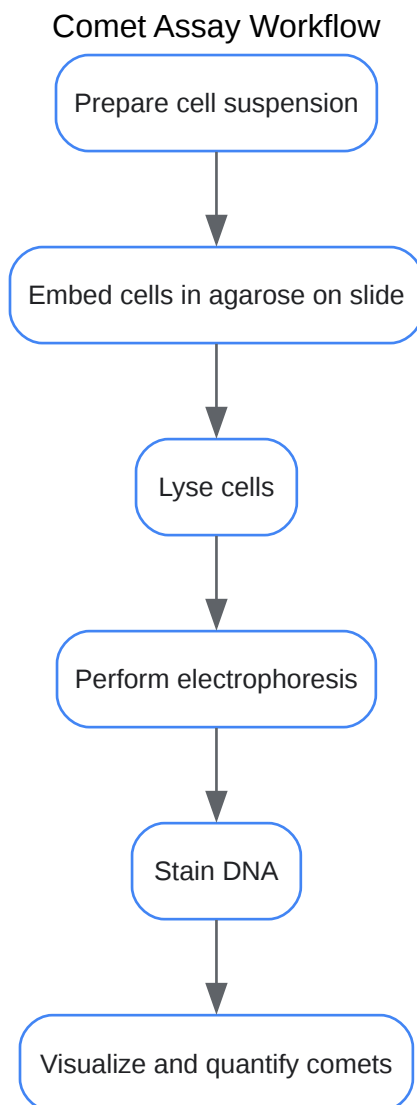 Comet Assay Workflow
Prepare cell suspension
Embed cells in agarose on slide
Lyse cells
Perform electrophoresis
Stain DNA
Visualize and quantify comets